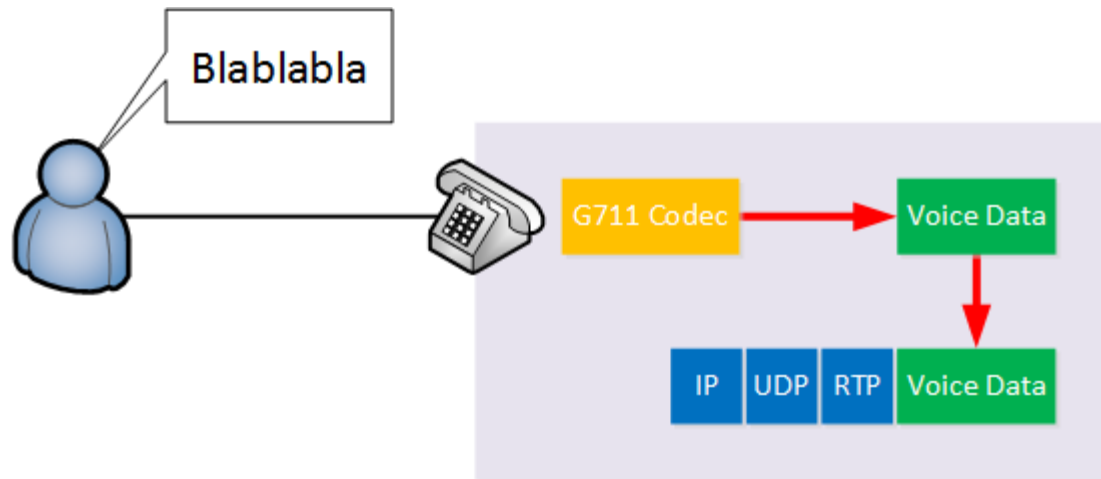 Blablabla
G711 Codec
Voice Data
IP
UDP
RTP
Voice Data